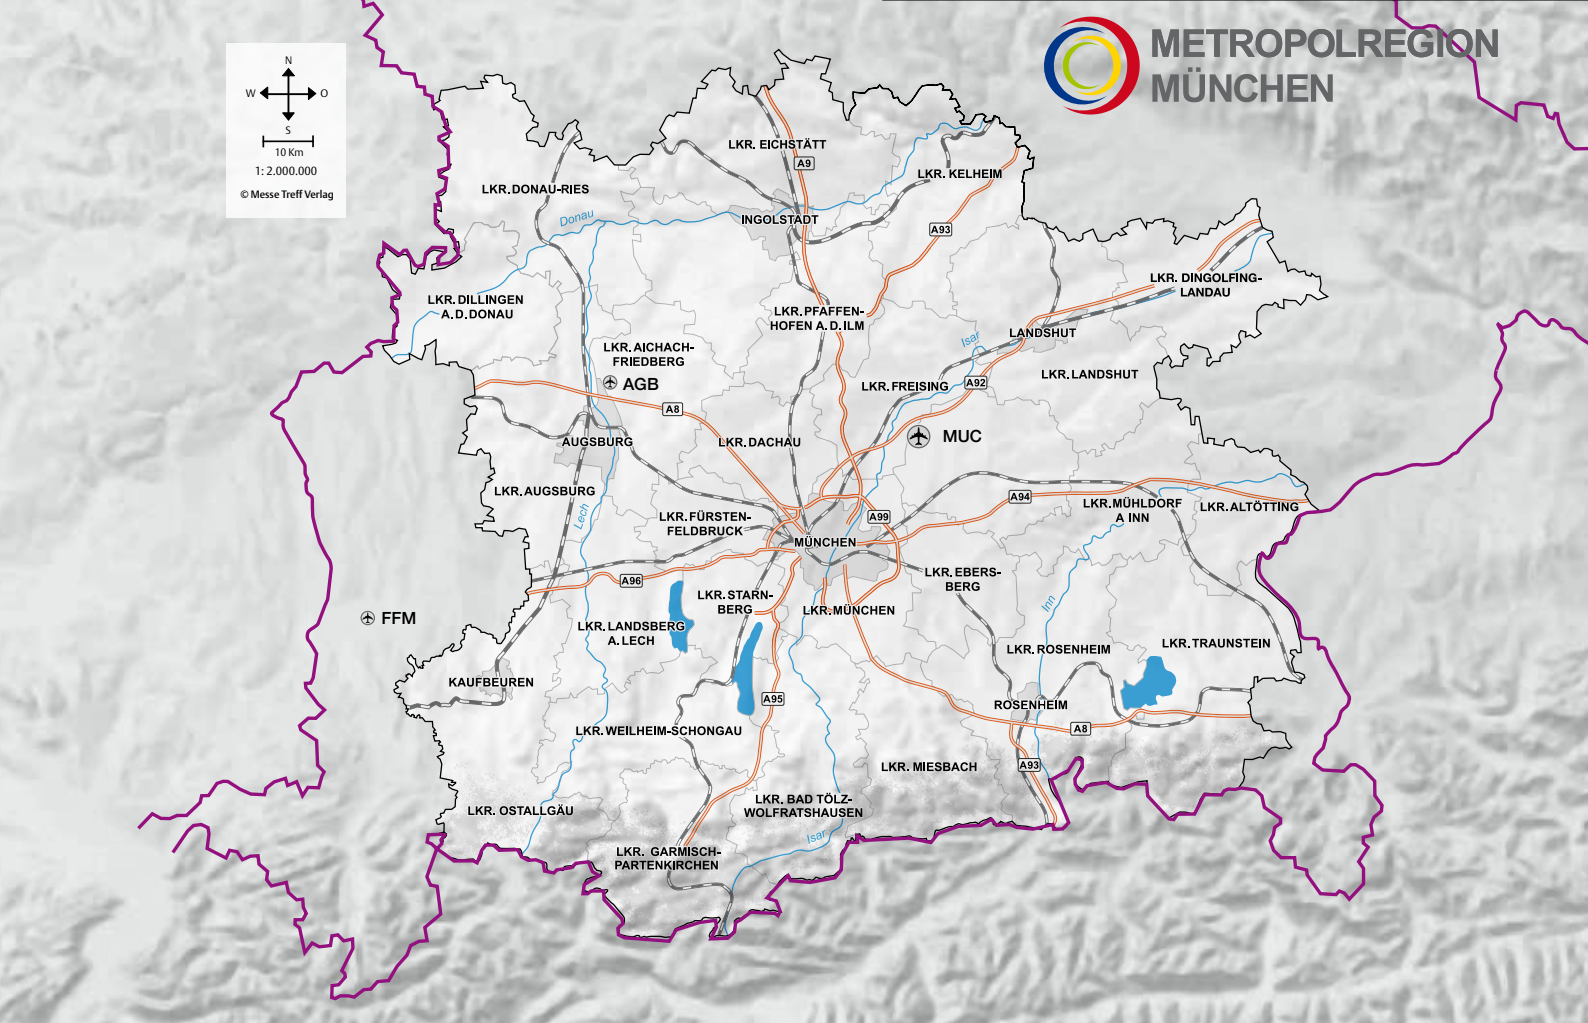 METROPOLREGION
MÜNCHEN
N
W
O
S
10 Km
1: 2.000.000
© Messe Treff Verlag
LKR. EICHSTÄTT
A9
LKR. KELHEIM
LKR. DONAU-RIES
Donau
INGOLSTADT
A93
LKR. DINGOLFING-
LANDAU
LKR. DILLINGEN
A. D. DONAU
LKR. PFAFFEN-
HOFEN A. D. ILM
Isar
LANDSHUT
LKR. AICHACH-
FRIEDBERG
AGB
LKR. FREISING
A92
LKR. LANDSHUT
A8
AUGSBURG
LKR. DACHAU
MUC
LKR. AUGSBURG
Lech
LKR. FÜRSTEN-
FELDBRUCK
A99
A94
LKR. MÜHLDORF
A INN
LKR. ALTÖTTING
MÜNCHEN
A96
LKR. STARN-
BERG
LKR. EBERS-
BERG
LKR. MÜNCHEN
Inn
FFM
LKR. LANDSBERG
A. LECH
LKR. ROSENHEIM
LKR. TRAUNSTEIN
KAUFBEUREN
A95
ROSENHEIM
LKR. WEILHEIM-SCHONGAU
A8
LKR. MIESBACH
A93
LKR. OSTALLGÄU
LKR. BAD TÖLZ-
WOLFRATSHAUSEN
Isar
LKR. GARMISCH-
PARTENKIRCHEN